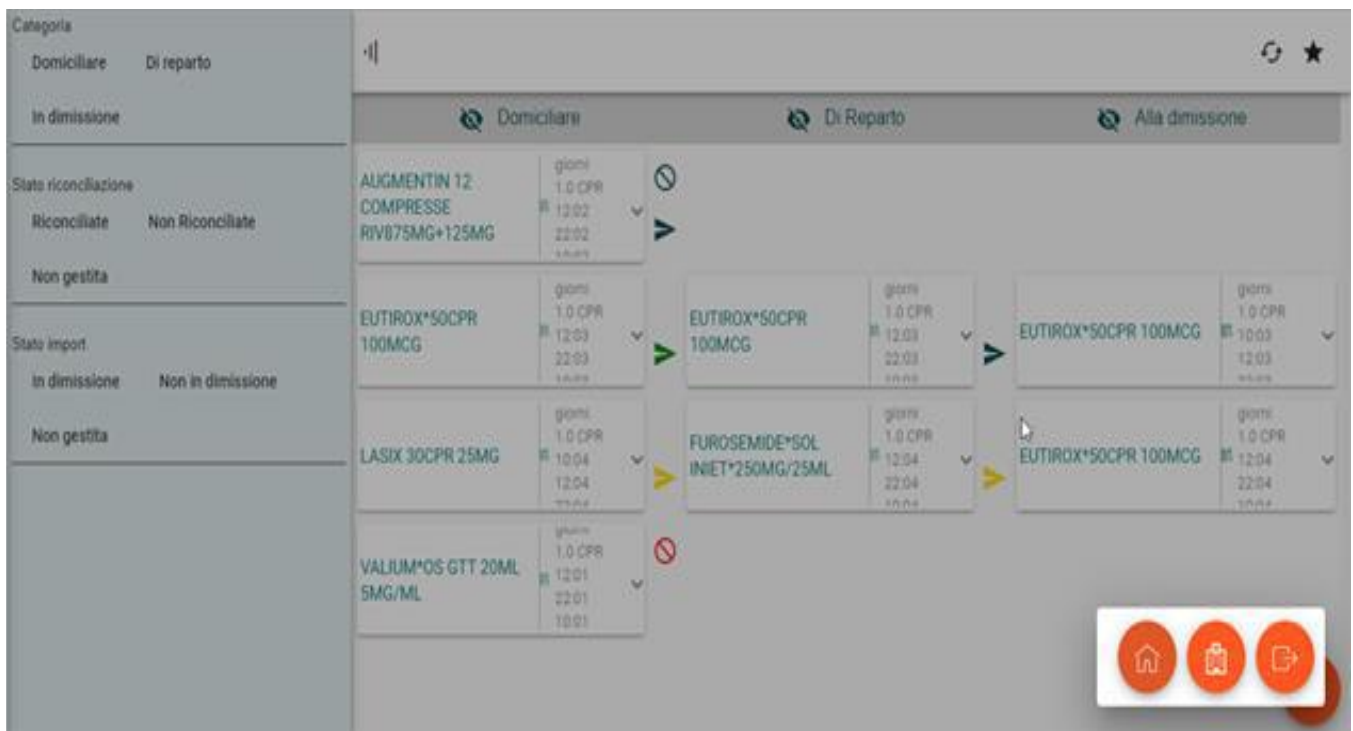 Categoria
Domiciliare Di reparto
In dimissione
Stato riconciliazione
Riconciliate Non Riconciliate
Non gestita
Stato import
In dimissione Non in dimissione
Non gestita
Domiciliare Di Reparto Alla dimissione
AUGMENTIN 12
COMPRESSE
RIV875MG+125MG
giorni
1.0 CPR
12:02
22:02
EUTIROX*50CPR
100MCG
giorni
1.0 CPR
12:03
22:03
EUTIROX*50CPR
100MCG
giorni
1.0 CPR
12:03
22:03
EUTIROX*50CPR 100MCG
giorni
1.0 CPR
10:03
12:03
LASIX 30CPR 25MG
giorni
1.0 CPR
10:04
12:04
FUROSEMIDE*SOL
INIET*250MG/25ML
giorni
1.0 CPR
12:04
22:04
EUTIROX*50CPR 100MCG
giorni
1.0 CPR
12:04
22:04
VALIUM*OS GTT 20ML
5MG/ML
giorni
1.0 CPR
12:01
22:01
10:01